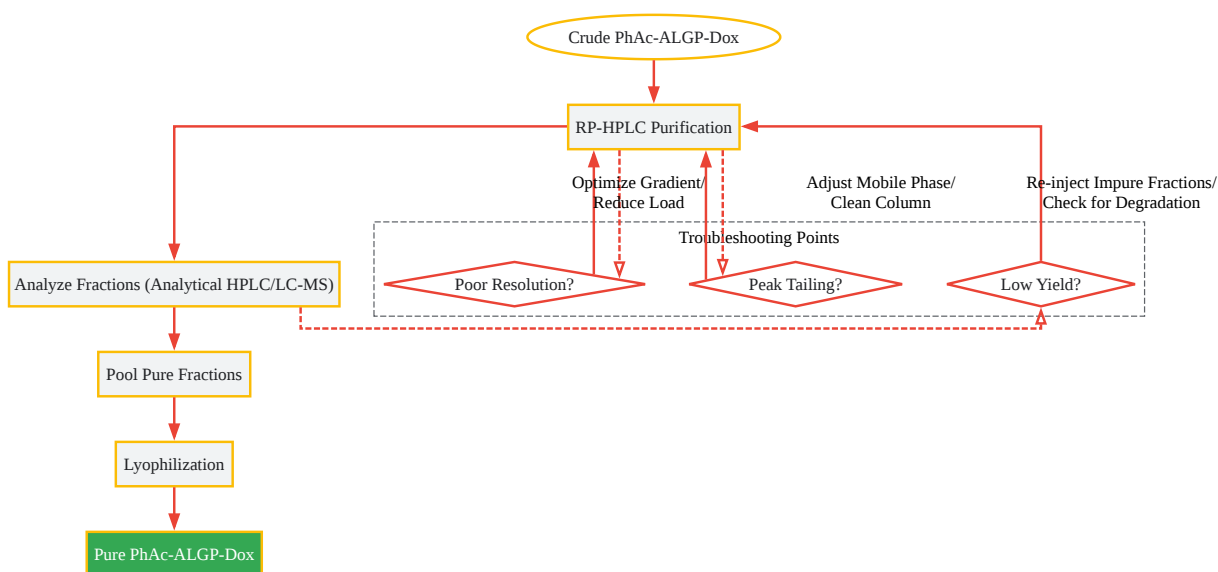 Crude PhAc-ALGP-Dox
RP-HPLC Purification
Optimize Gradient/
Reduce Load
Adjust Mobile Phase/
Clean Column
Re-inject Impure Fractions/
Check for Degradation
Troubleshooting Points
Analyze Fractions (Analytical HPLC/LC-MS)
Poor Resolution?
Peak Tailing?
Low Yield?
Pool Pure Fractions
Lyophilization
Pure PhAc-ALGP-Dox